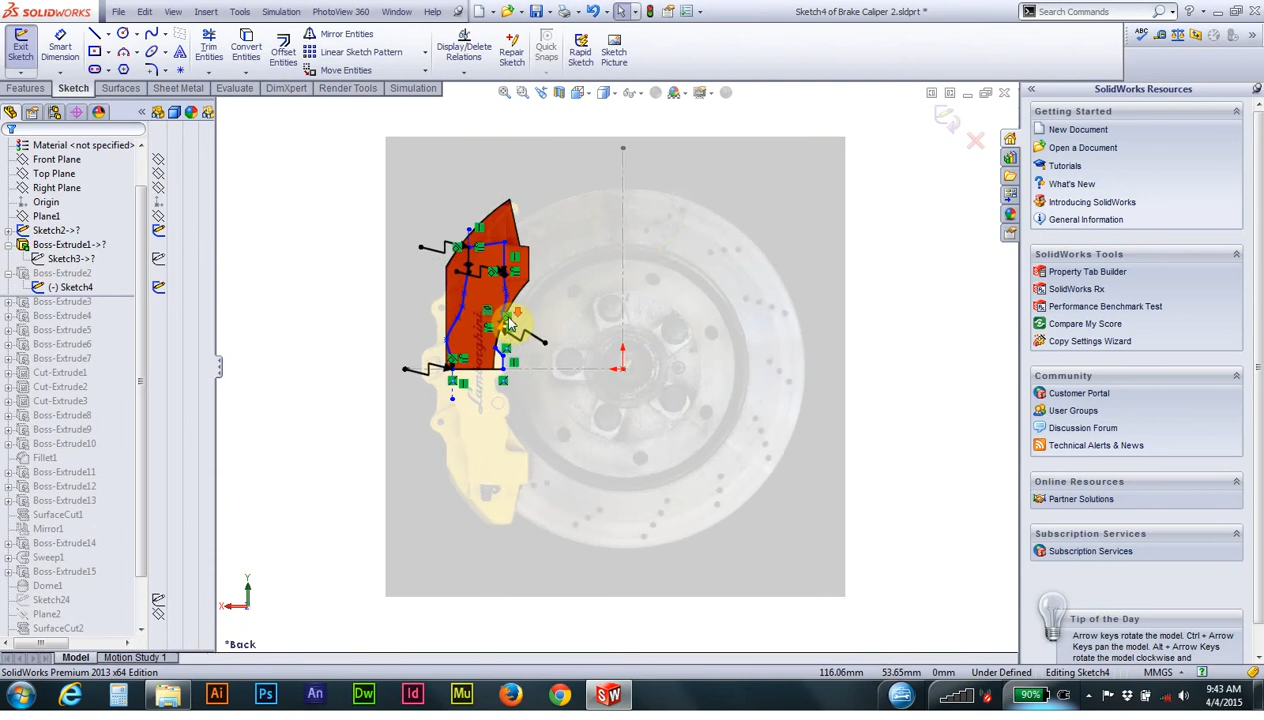 SOLIDWORKS File Edit View Insert Tools Simulation PhotoView 360 Window Help Sketch4 of Brake Caliper 2.sldprt * Search Commands
Exit Sketch Smart Dimension Trim Entities Convert Entities Offset Entities Mirror Entities Linear Sketch Pattern Move Entities Display/Delete Relations Repair Sketch Quick Snaps Rapid Sketch Sketch Picture
Features Sketch Surfaces Sheet Metal Evaluate DimXpert Render Tools Simulation
SolidWorks Resources
Material <not specified>
Front Plane
Top Plane
Right Plane
Origin
Plane1
Sketch2->?
Boss-Extrude1->?
Sketch3->?
Boss-Extrude2
(-) Sketch4
Boss-Extrude3
Boss-Extrude4
Boss-Extrude5
Boss-Extrude6
Boss-Extrude7
Cut-Extrude1
Cut-Extrude2
Cut-Extrude3
Boss-Extrude8
Boss-Extrude9
Boss-Extrude10
Fillet1
Boss-Extrude11
Boss-Extrude12
Boss-Extrude13
SurfaceCut1
Mirror1
Boss-Extrude14
Sweep1
Boss-Extrude15
Dome1
Sketch24
Plane2
SurfaceCut2
Lamborghini
Y
X
*Back
Getting Started
New Document
Open a Document
Tutorials
What's New
Introducing SolidWorks
General Information
SolidWorks Tools
Property Tab Builder
SolidWorks Rx
Performance Benchmark Test
Compare My Score
Copy Settings Wizard
Community
Customer Portal
User Groups
Discussion Forum
Technical Alerts & News
Online Resources
Partner Solutions
Subscription Services
Subscription Services
Tip of the Day
Arrow keys rotate the model. Ctrl + Arrow
Keys pan the model. Alt + Arrow Keys
rotate the model clockwise and
Model Motion Study 1
SolidWorks Premium 2013 x64 Edition 116.06mm 53.65mm 0mm Under Defined Editing Sketch4 MMGS
Ai Ps An Dw Id Mu SW 90% 9:43 AM
4/4/2015